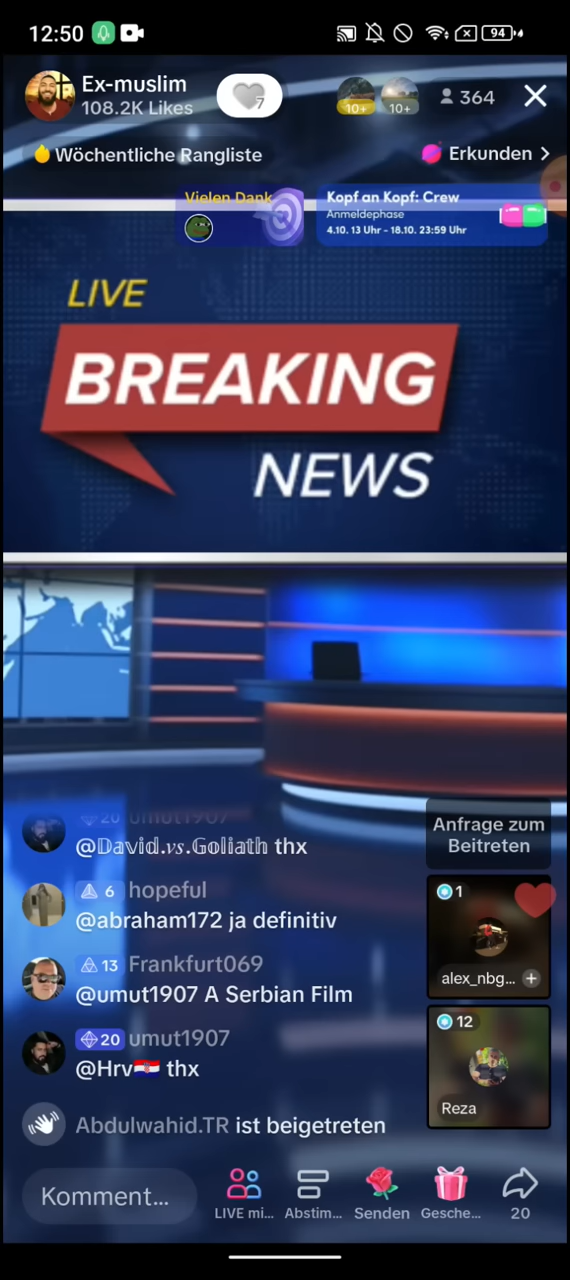 12:50
94
Ex-muslim
108.2K Likes
7
10+
10+
364
Wöchentliche Rangliste
Erkunden
Vielen Dank
Kopf an Kopf: Crew
Anmeldephase
4.10. 13 Uhr - 18.10. 23:59 Uhr
LIVE
BREAKING
NEWS
20 umut1907
@𝔻𝕒𝕧𝕚𝕕.𝑣𝑠.𝔾𝕠𝕝𝕚𝕒𝕥𝕙 thx
6 hopeful
@abraham172 ja definitiv
13 Frankfurt069
@umut1907 A Serbian Film
20 umut1907
@Hrv🇭🇷 thx
Abdulwahid.TR ist beigetreten
Anfrage zum
Beitreten
1
alex_nbg... +
12
Reza
Komment...
LIVE mi...
Abstim...
Senden
Gesche...
20